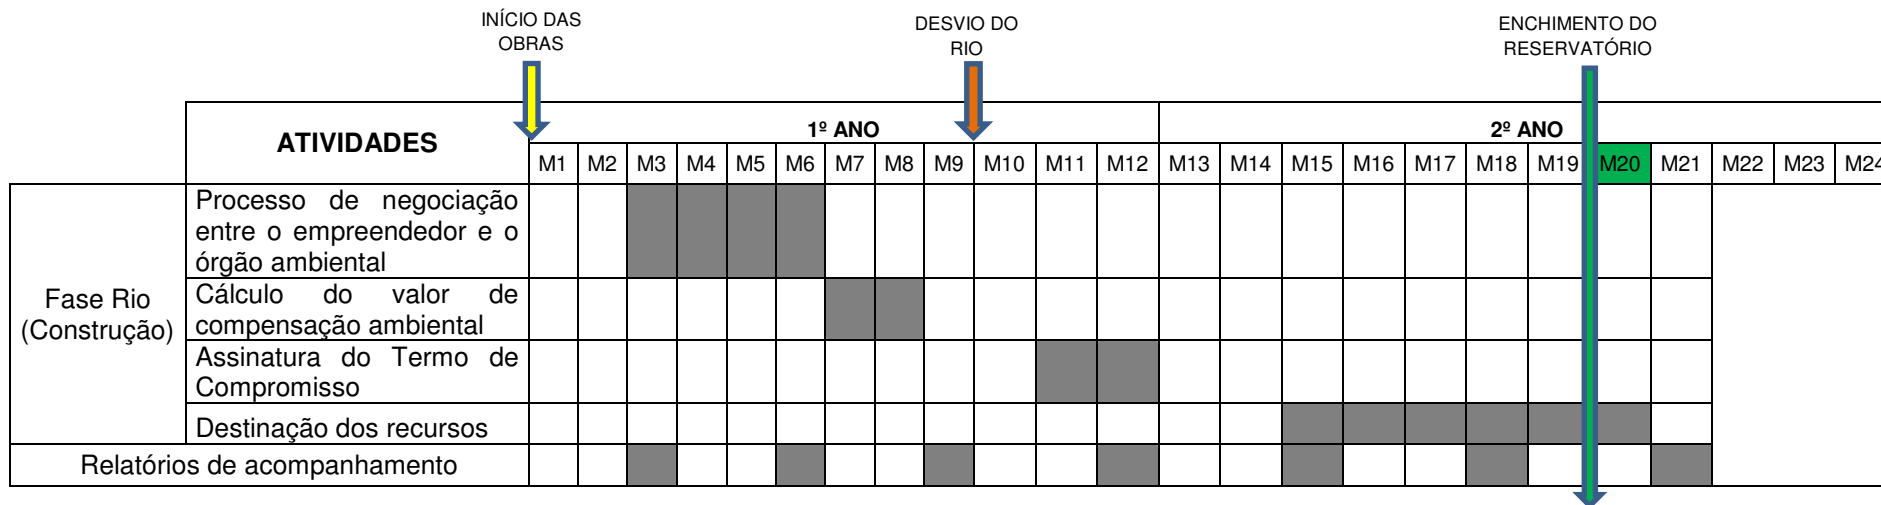 INÍCIO DAS
OBRAS
DESVIO DO
RIO
ENCHIMENTO DO
RESERVATÓRIO
ATIVIDADES
1º ANO
2º ANO
M1 M2 M3 M4 M5 M6 M7 M8 M9 M10 M11 M12 M13 M14 M15 M16 M17 M18 M19 M20 M21 M22 M23 M24
Fase Rio
(Construção)
Processo de negociação
entre o empreendedor e o
órgão ambiental
Cálculo do valor de
compensação ambiental
Assinatura do Termo de
Compromisso
Destinação dos recursos
Relatórios de acompanhamento